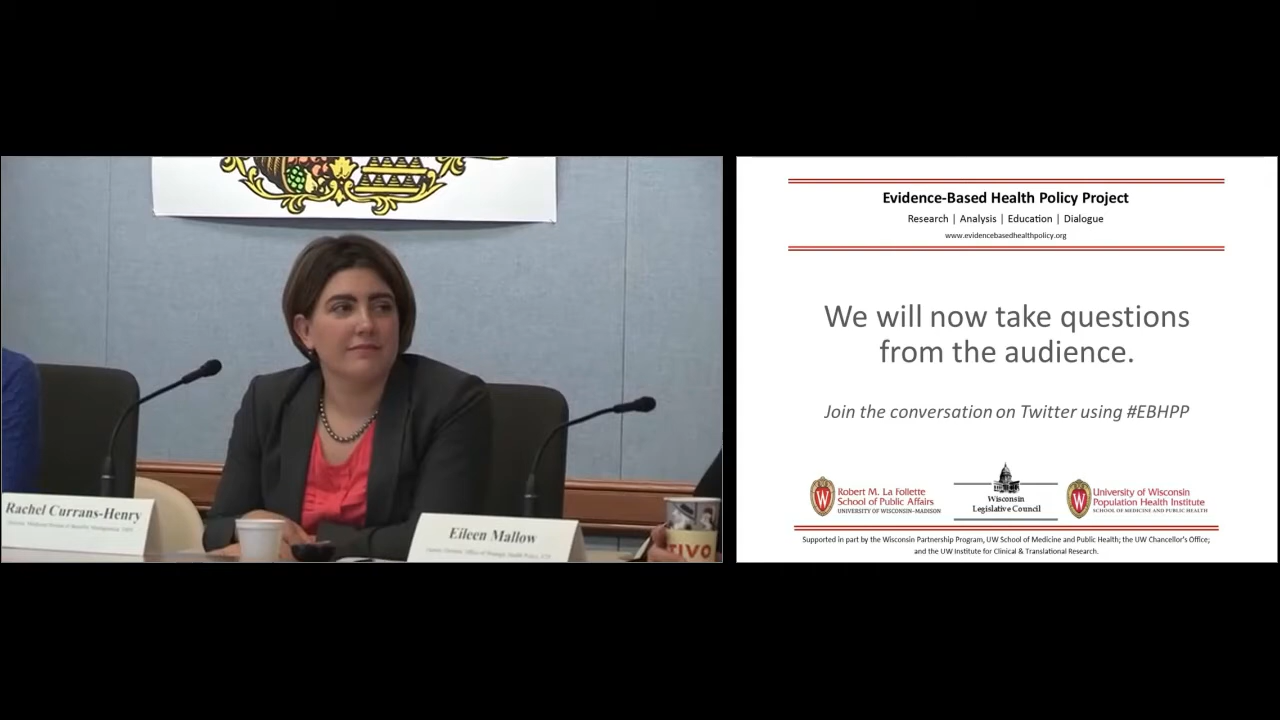 Rachel Currans-Henry
Eileen Mallow
TIVO
Evidence-Based Health Policy Project
Research | Analysis | Education | Dialogue
www.evidencebasedhealthpolicy.org
We will now take questions
from the audience.
Join the conversation on Twitter using #EBHPP
W
Robert M. La Follette
School of Public Affairs
UNIVERSITY OF WISCONSIN–MADISON
Wisconsin
Legislative Council
W
University of Wisconsin
Population Health Institute
SCHOOL OF MEDICINE AND PUBLIC HEALTH
Supported in part by the Wisconsin Partnership Program, UW School of Medicine and Public Health; the UW Chancellor's Office;
and the UW Institute for Clinical & Translational Research.